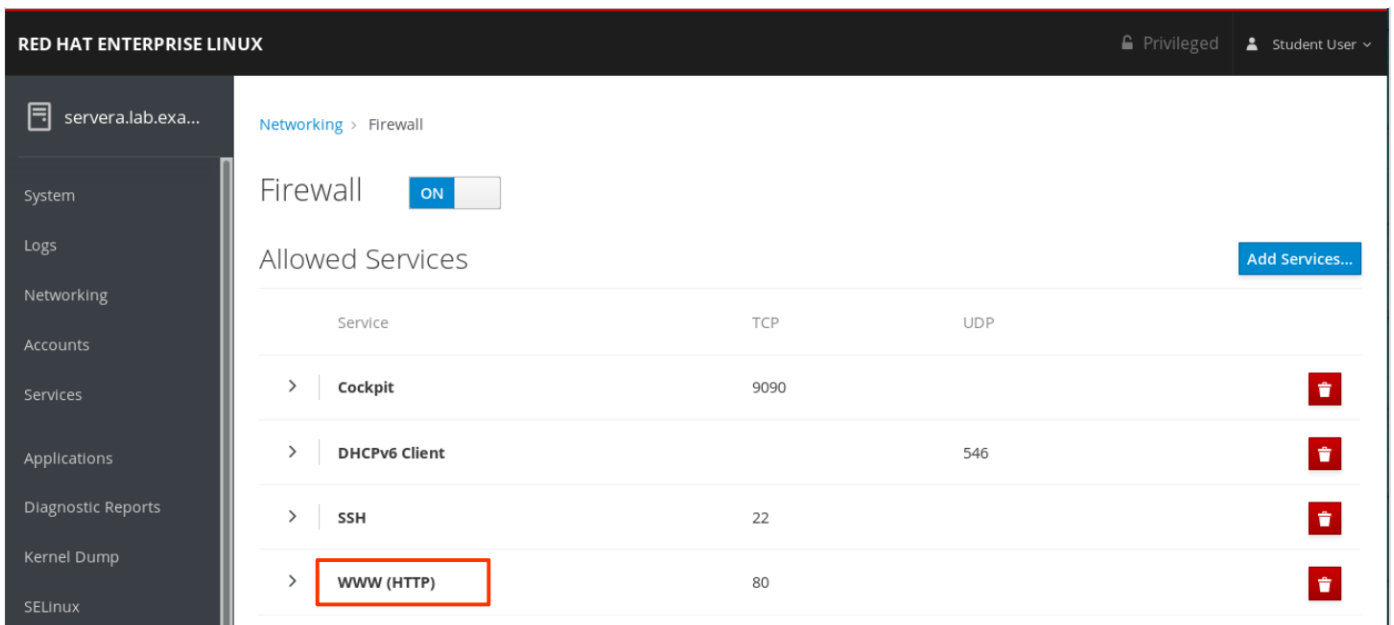 RED HAT ENTERPRISE LINUX
Privileged
Student User
servera.lab.exa...
System
Logs
Networking
Accounts
Services
Applications
Diagnostic Reports
Kernel Dump
SELinux
Networking > Firewall
Firewall ON
Allowed Services
Add Services...
Service TCP UDP
Cockpit 9090
DHCPv6 Client 546
SSH 22
WWW (HTTP) 80